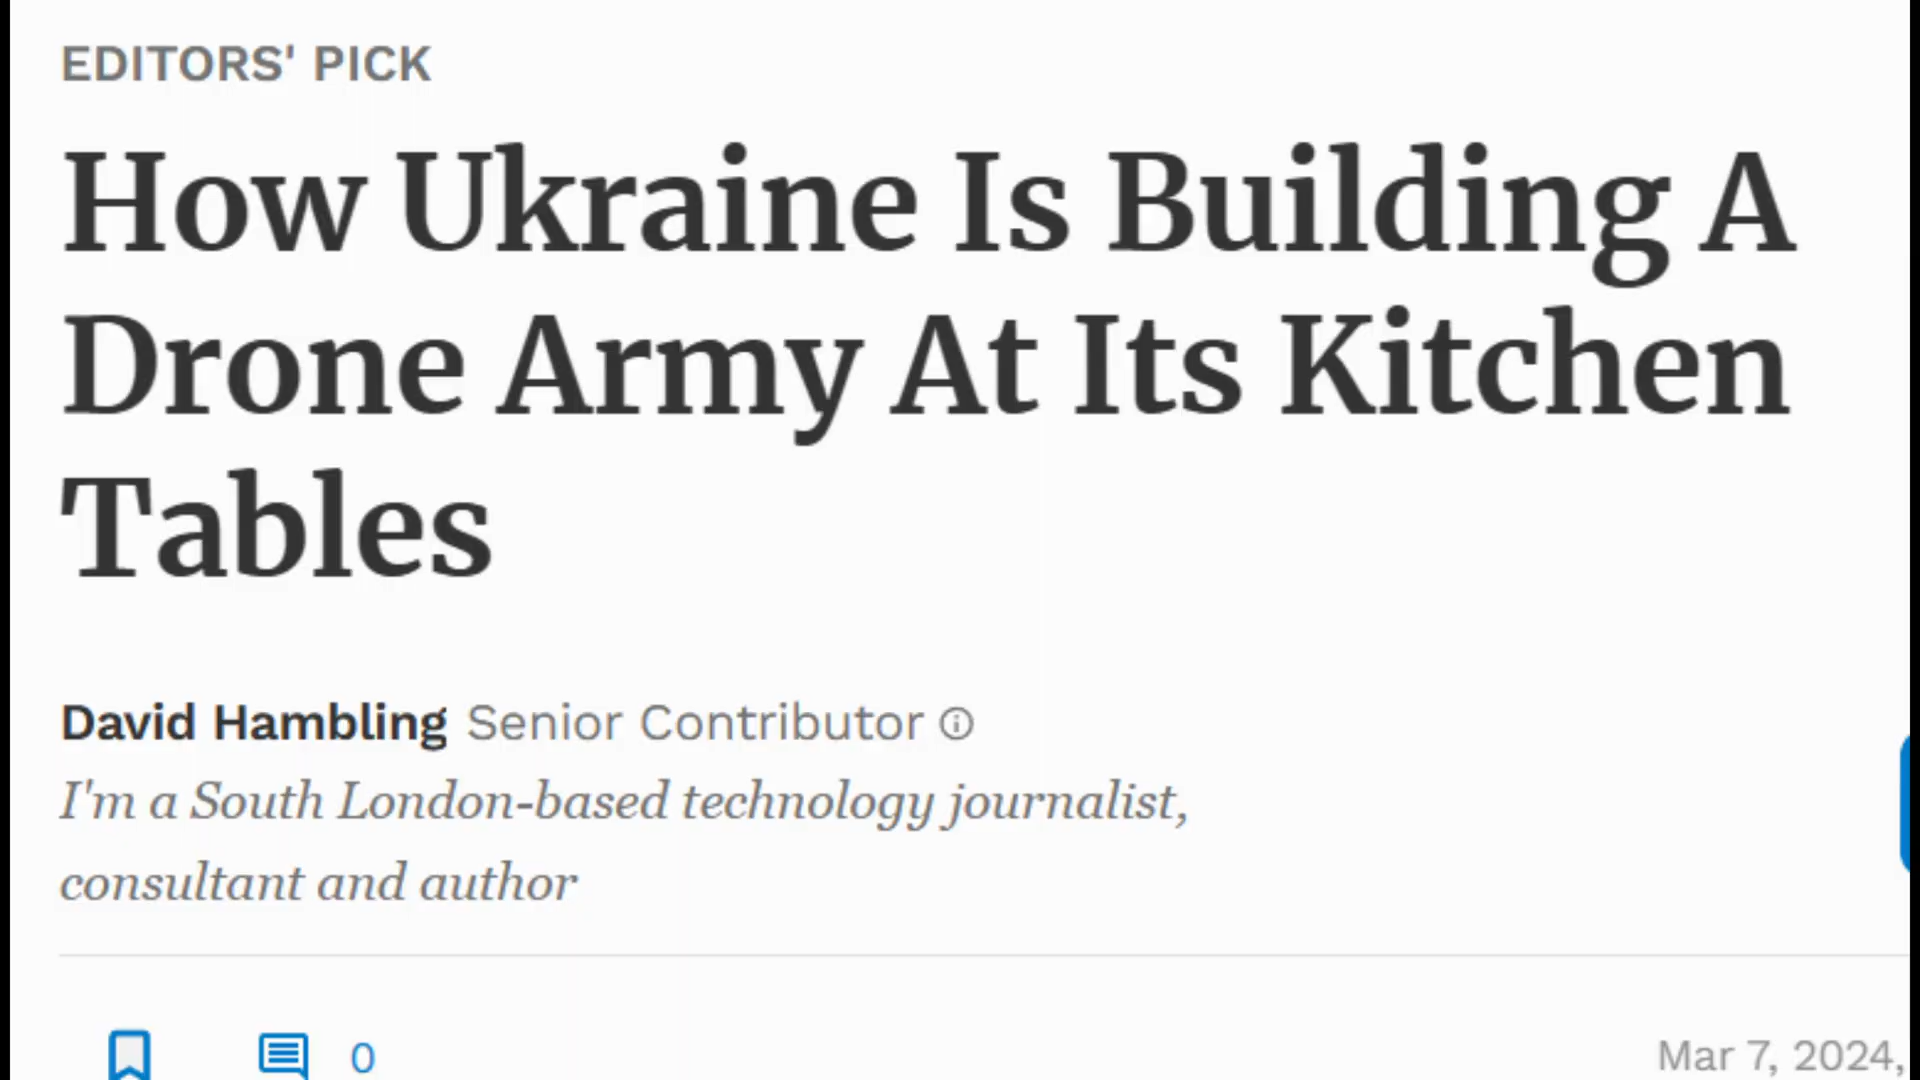 EDITORS' PICK
How Ukraine Is Building A
Drone Army At Its Kitchen
Tables
David Hambling Senior Contributor
I'm a South London-based technology journalist,
consultant and author
0
Mar 7, 2024,